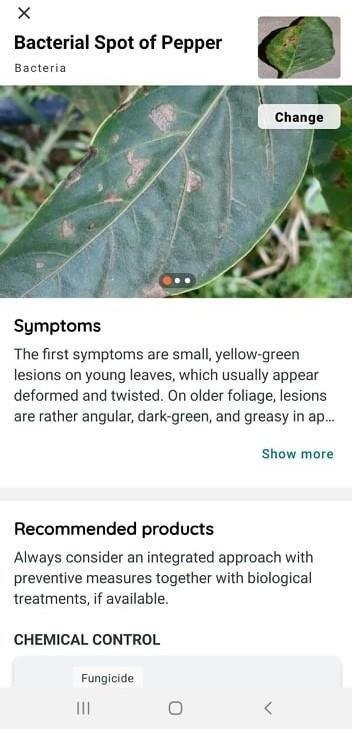 Bacterial Spot of Pepper
Bacteria
Change
Symptoms
The first symptoms are small, yellow-green
lesions on young leaves, which usually appear
deformed and twisted. On older foliage, lesions
are rather angular, dark-green, and greasy in ap...
Show more
Recommended products
Always consider an integrated approach with
preventive measures together with biological
treatments, if available.
CHEMICAL CONTROL
Fungicide